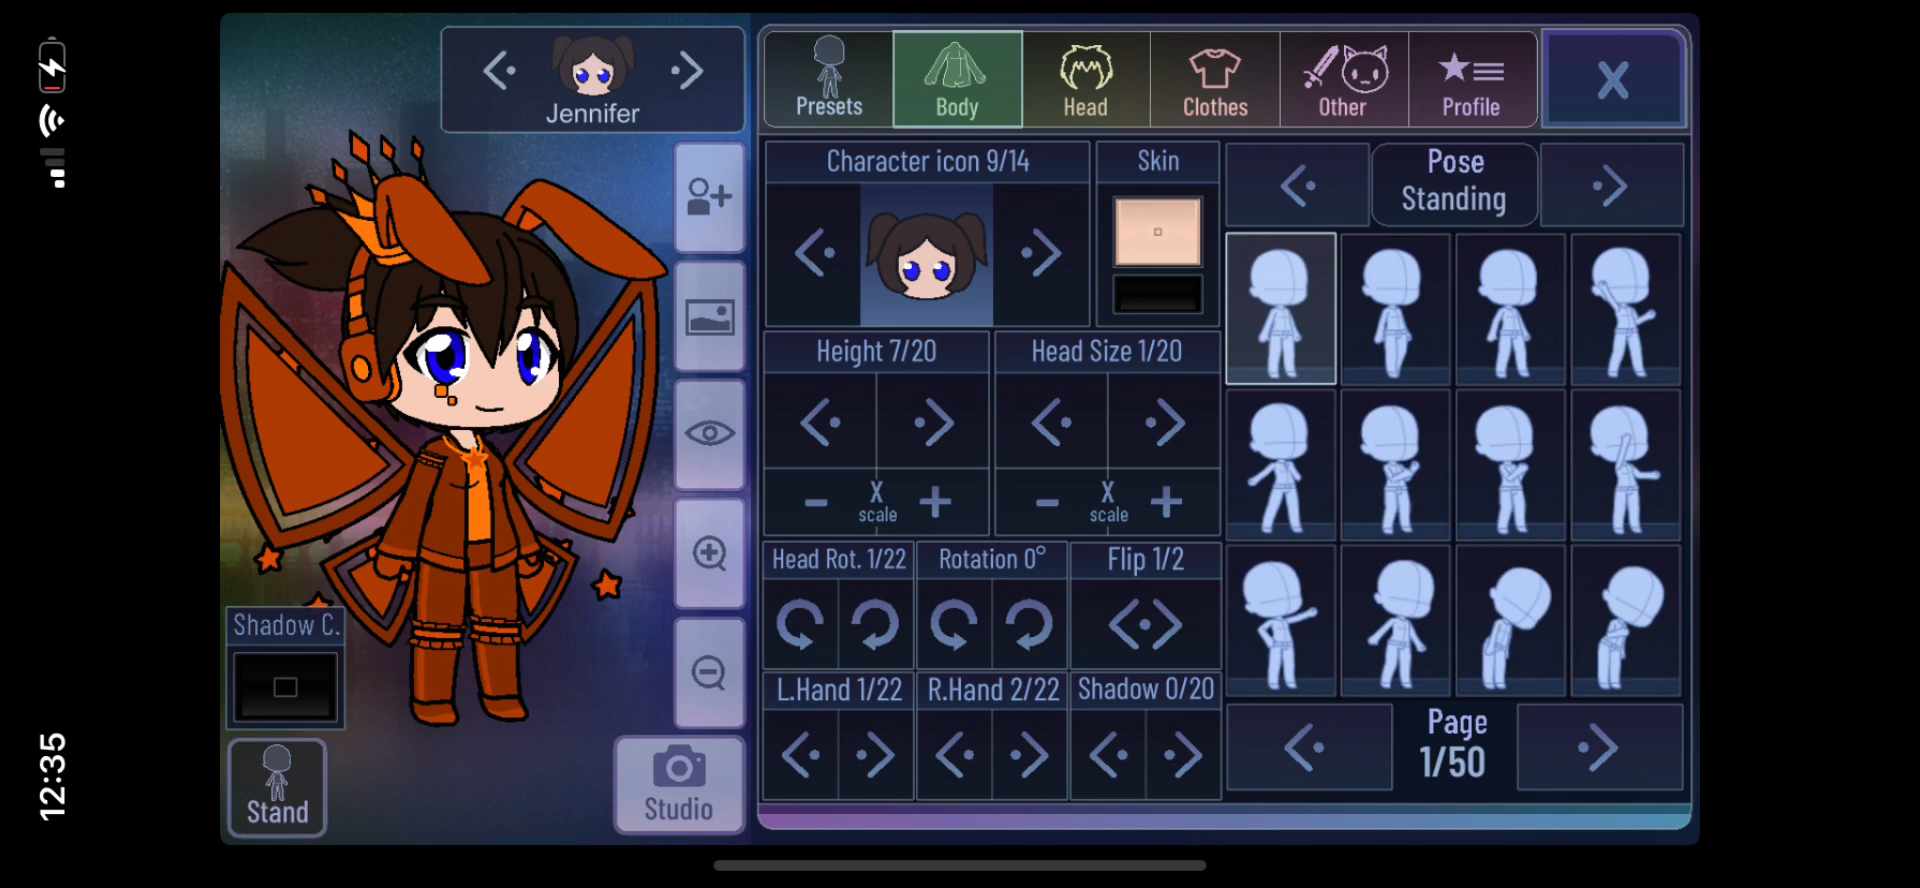 12:35
Jennifer
Presets
Body
Head
Clothes
Other
Profile
X
Character icon 9/14
Skin
Pose
Standing
Height 7/20
Head Size 1/20
X
scale
X
scale
Head Rot. 1/22
Rotation 0°
Flip 1/2
L.Hand 1/22
R.Hand 2/22
Shadow 0/20
Page
1/50
Shadow C.
Stand
Studio